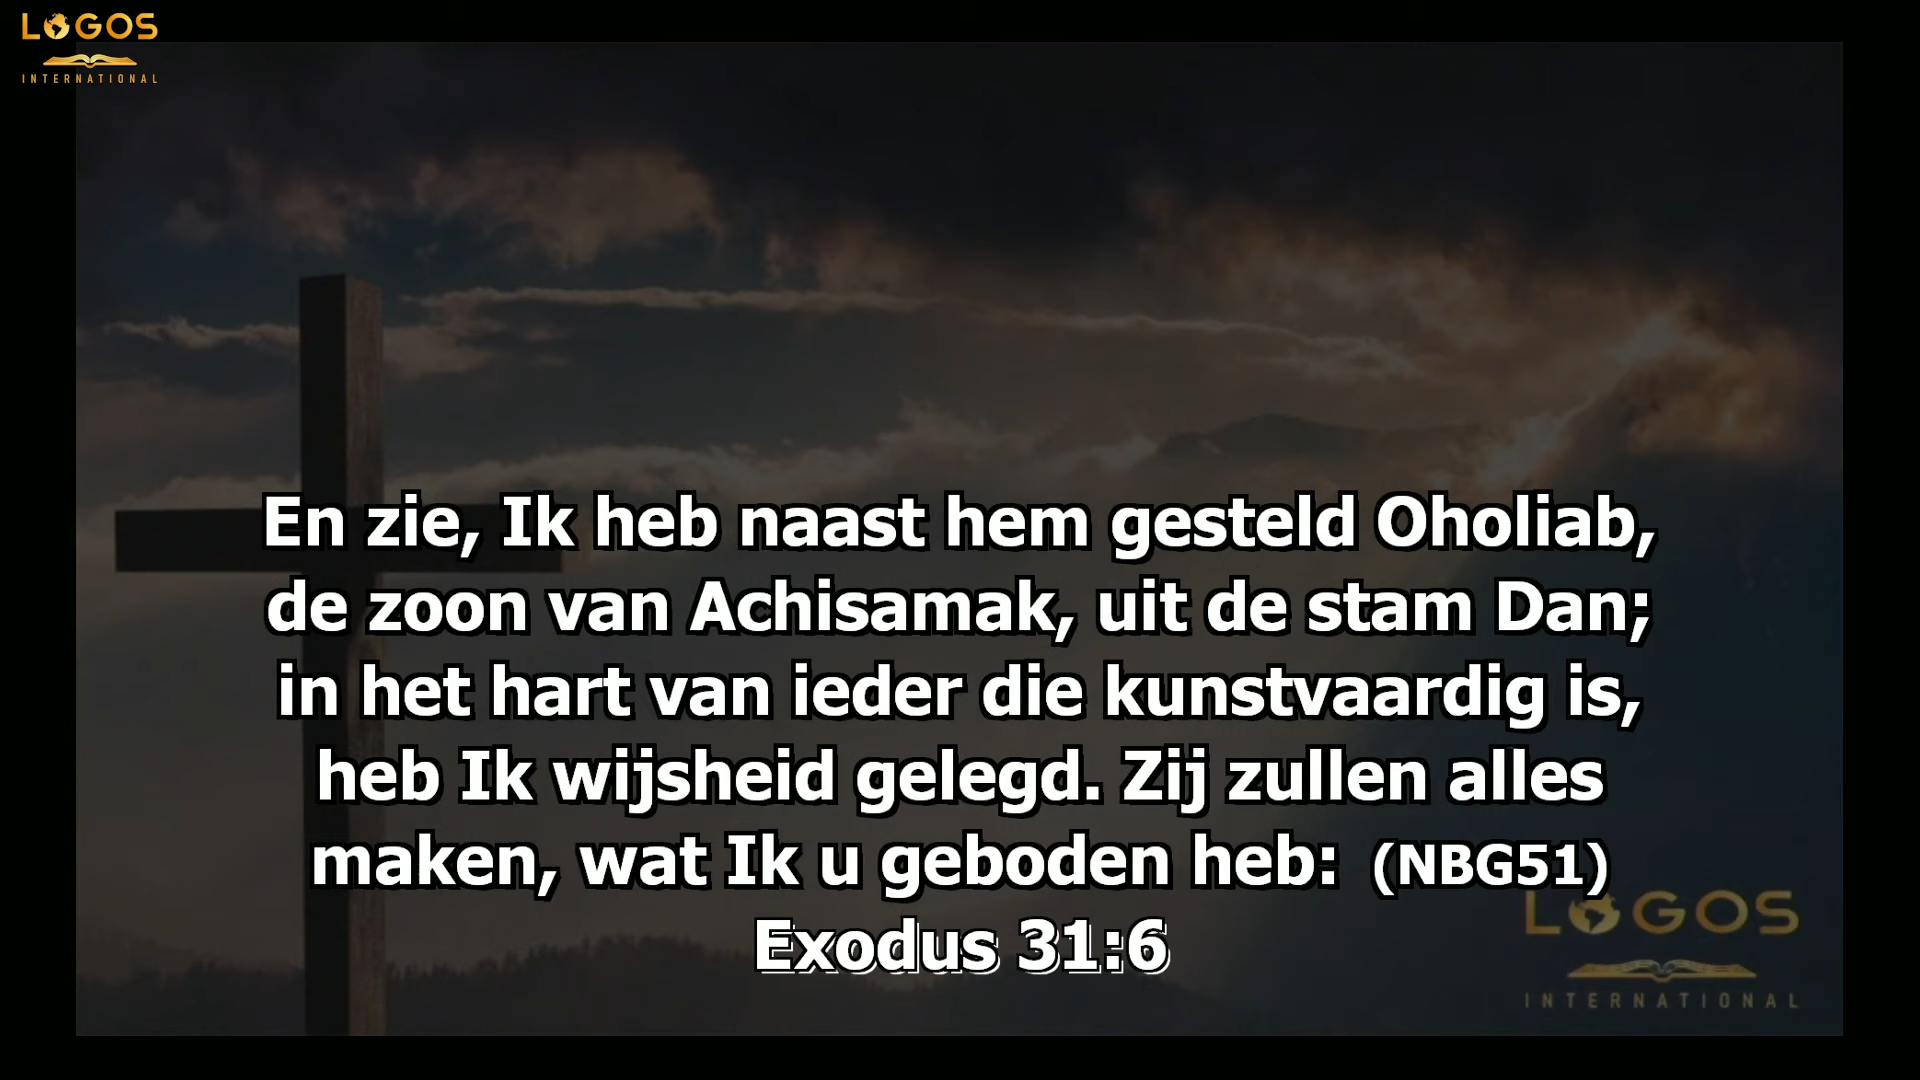 LOGOS
INTERNATIONAL
En zie, Ik heb naast hem gesteld Oholiab,
de zoon van Achisamak, uit de stam Dan;
in het hart van ieder die kunstvaardig is,
heb Ik wijsheid gelegd. Zij zullen alles
maken, wat Ik u geboden heb: (NBG51)
Exodus 31:6
LOGOS
INTERNATIONAL